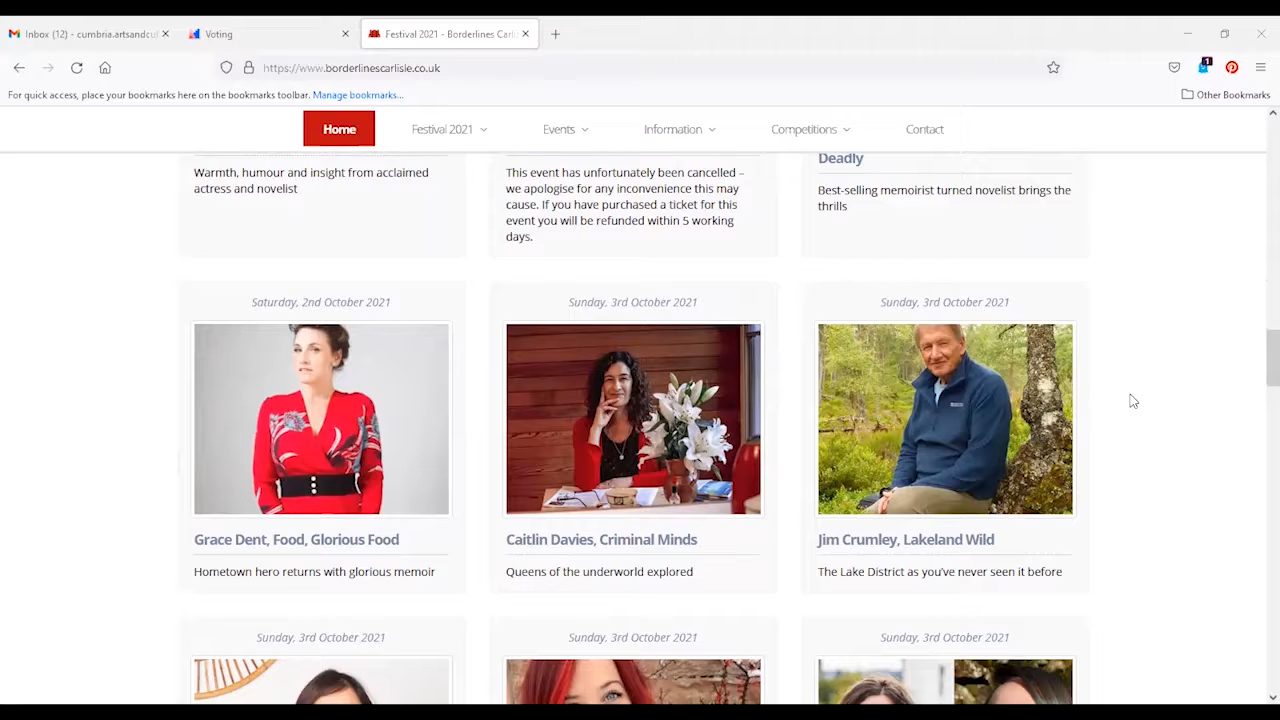 Inbox (12) - cumbria.artsandcul
Voting
Festival 2021 - Borderlines Carli
https://www.borderlinescarlisle.co.uk
1
For quick access, place your bookmarks here on the bookmarks toolbar. Manage bookmarks...
Other Bookmarks
Home
Festival 2021
Events
Information
Competitions
Contact
Warmth, humour and insight from acclaimed
actress and novelist
This event has unfortunately been cancelled –
we apologise for any inconvenience this may
cause. If you have purchased a ticket for this
event you will be refunded within 5 working
days.
Deadly
Best-selling memoirist turned novelist brings the
thrills
Saturday, 2nd October 2021
Grace Dent, Food, Glorious Food
Hometown hero returns with glorious memoir
Sunday, 3rd October 2021
Caitlin Davies, Criminal Minds
Queens of the underworld explored
Sunday, 3rd October 2021
Jim Crumley, Lakeland Wild
The Lake District as you've never seen it before
Sunday, 3rd October 2021
Sunday, 3rd October 2021
Sunday, 3rd October 2021